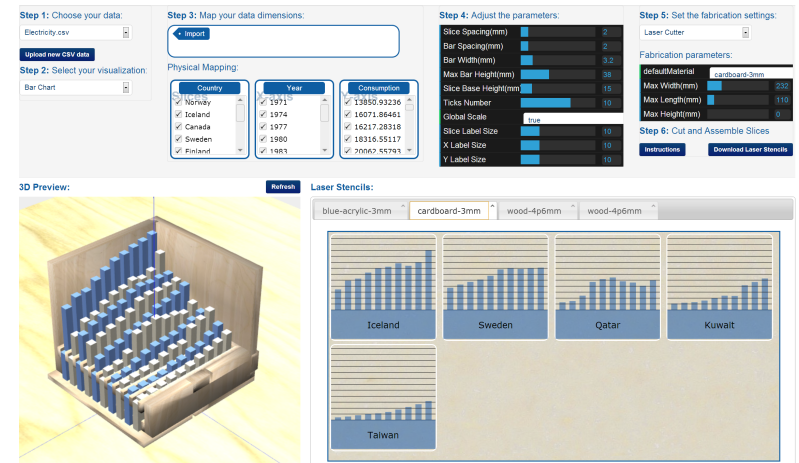 Step 1: Choose your data:
Electricity.csv
Upload new CSV data
Step 2: Select your visualization:
Bar Chart
Step 3: Map your data dimensions:
Import
Physical Mapping:
Country
Slices
Norway
Iceland
Canada
Sweden
Finland
Year
X-axis
1971
1974
1977
1980
1983
Consumption
Y-axis
13850.93236
16071.86461
16217.28318
18316.55117
20062.55793
Step 4: Adjust the parameters:
Slice Spacing(mm) 2
Bar Spacing(mm) 2
Bar Width(mm) 3.2
Max Bar Height(mm) 38
Slice Base Height(mm 15
Ticks Number 10
Global Scale true
Slice Label Size 10
X Label Size 10
Y Label Size 10
Step 5: Set the fabrication settings:
Laser Cutter
Fabrication parameters:
defaultMaterial cardboard-3mm
Max Width(mm) 232
Max Length(mm) 110
Max Height(mm) 0
Step 6: Cut and Assemble Slices
Instructions Download Laser Stencils
3D Preview: Refresh
Laser Stencils:
blue-acrylic-3mm cardboard-3mm wood-4p6mm wood-4p6mm
Iceland Sweden Qatar Kuwait
Taiwan